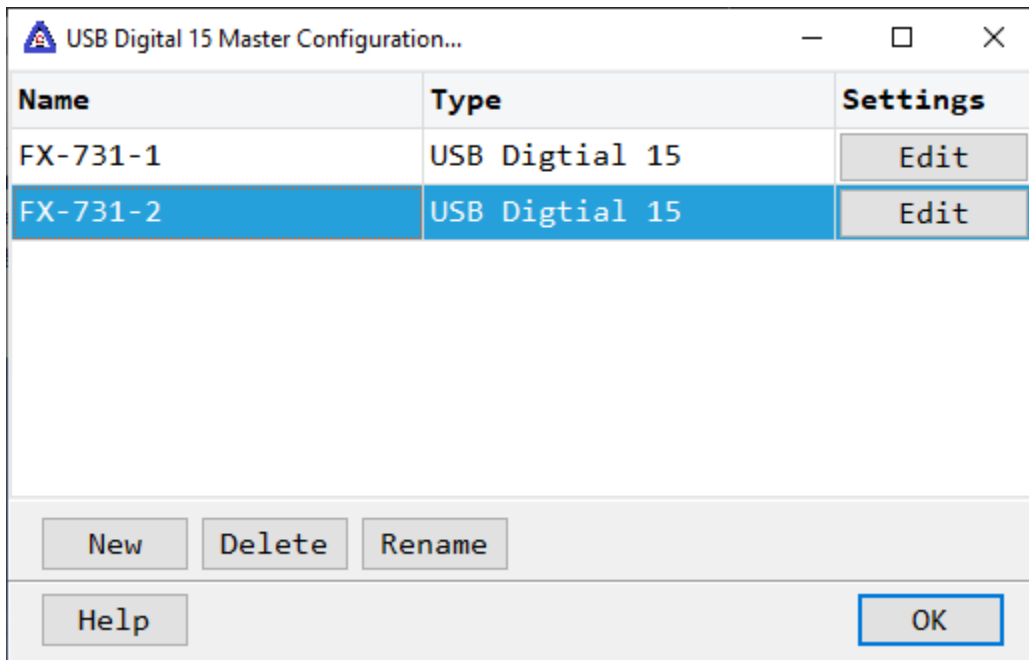 USB Digital 15 Master Configuration...
Name Type Settings
FX-731-1 USB Digtial 15 Edit
FX-731-2 USB Digtial 15 Edit
New Delete Rename
Help OK